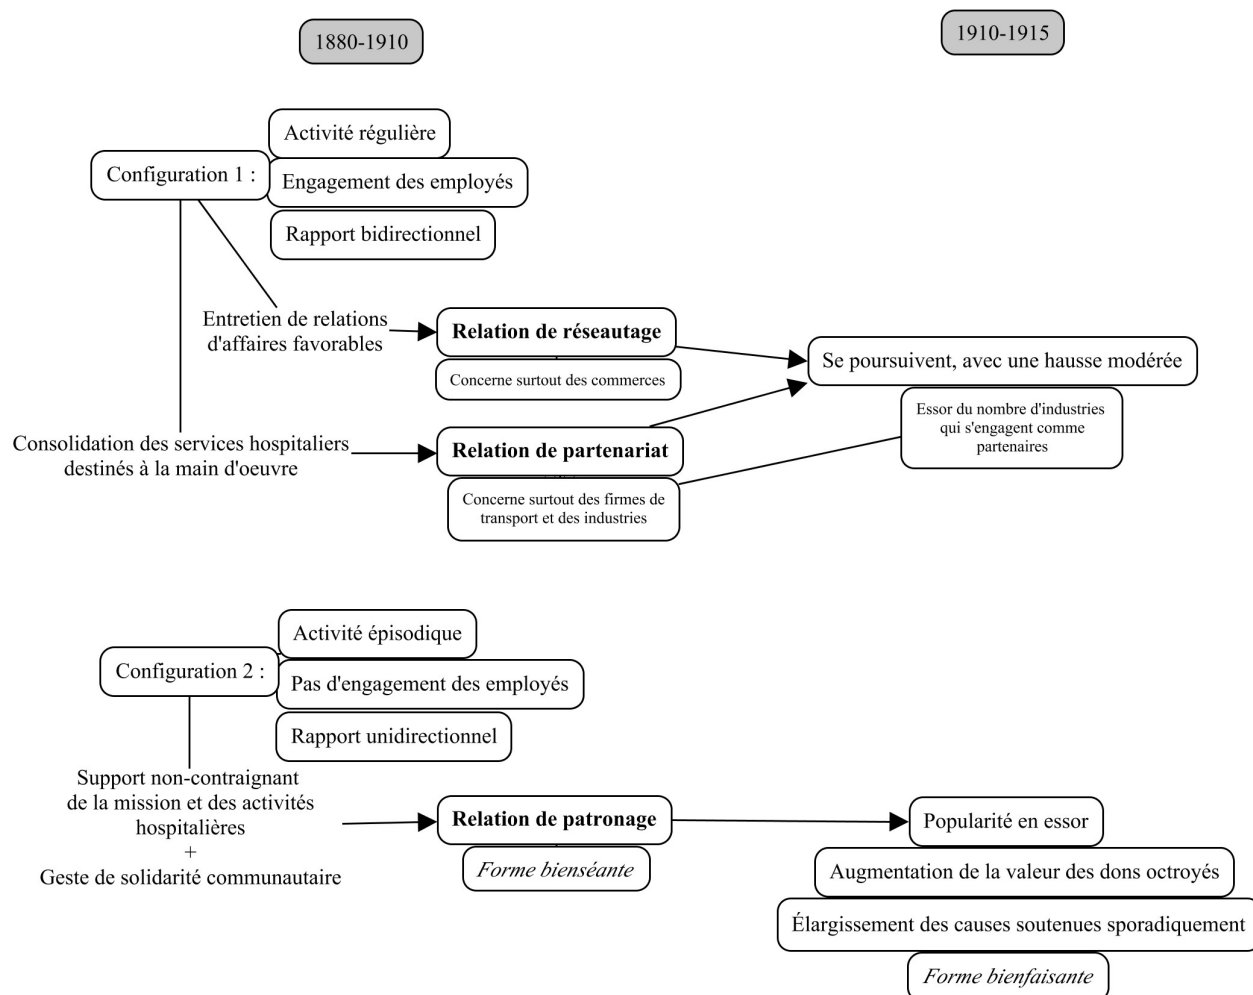 1880-1910
1910-1915
Activité régulière
Configuration 1 :
Engagement des employés
Rapport bidirectionnel
Entretien de relations
d'affaires favorables
Relation de réseautage
Concerne surtout des commerces
Se poursuivent, avec une hausse modérée
Essor du nombre d'industries
qui s'engagent comme
partenaires
Consolidation des services hospitaliers
destinés à la main d'oeuvre
Relation de partenariat
Concerne surtout des firmes de
transport et des industries
Activité épisodique
Configuration 2 :
Pas d'engagement des employés
Rapport unidirectionnel
Support non-contraignant
de la mission et des activités
hospitalières
+
Geste de solidarité communautaire
Relation de patronage
Forme bienséante
Popularité en essor
Augmentation de la valeur des dons octroyés
Élargissement des causes soutenues sporadiquement
Forme bienfaisante